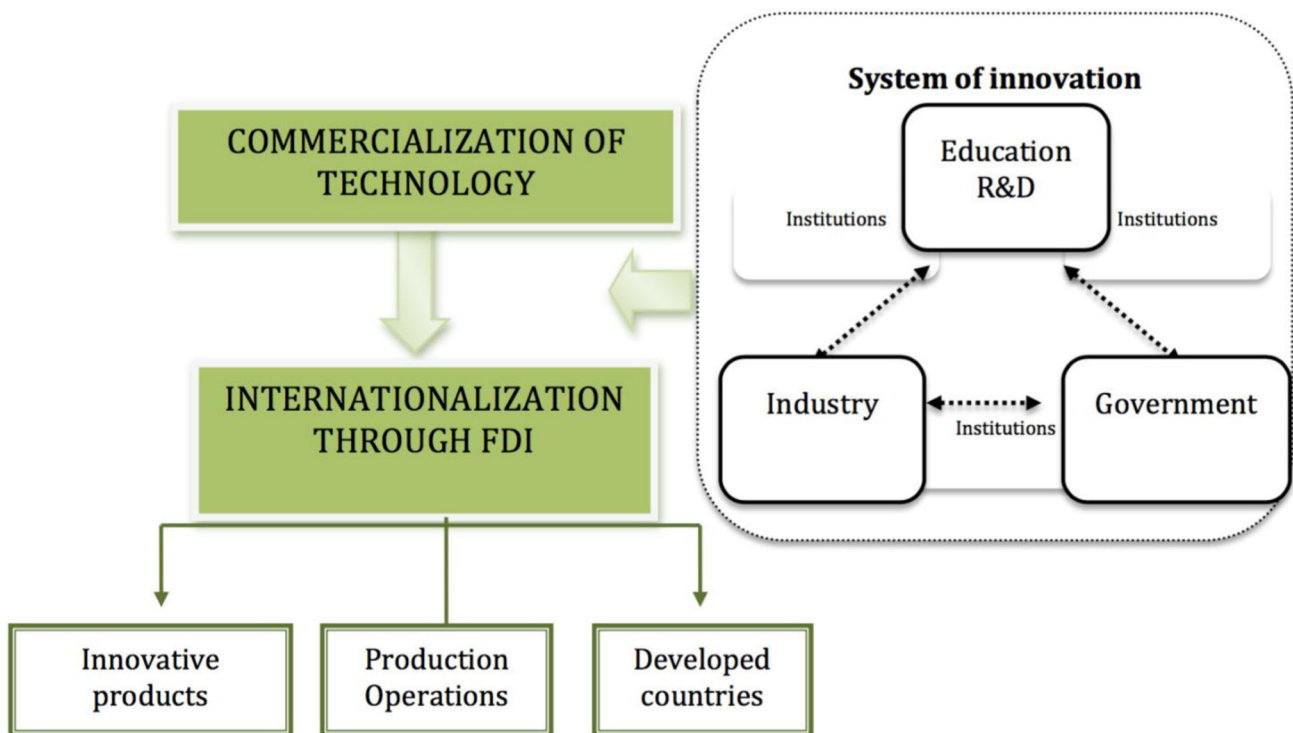 COMMERCIALIZATION OF
TECHNOLOGY
INTERNATIONALIZATION
THROUGH FDI
Innovative
products
Production
Operations
Developed
countries
System of innovation
Education
R&D
Institutions
Institutions
Industry
Institutions
Government